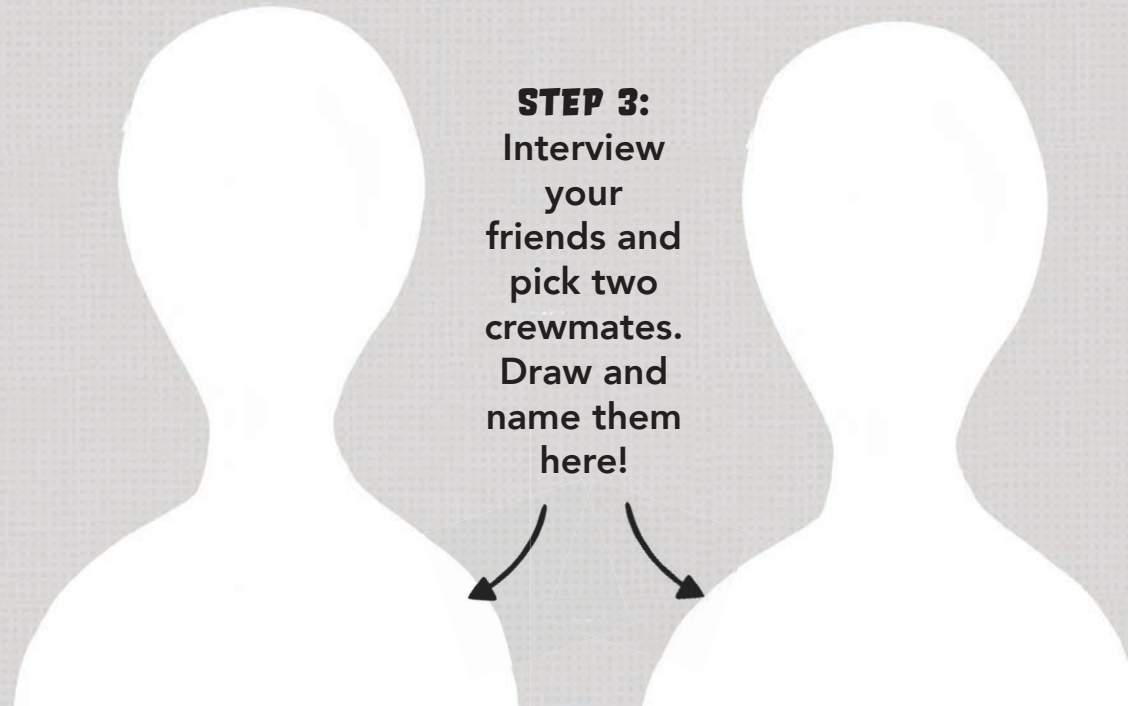 STEP 3:
Interview
your
friends and
pick two
crewmates.
Draw and
name them
here!